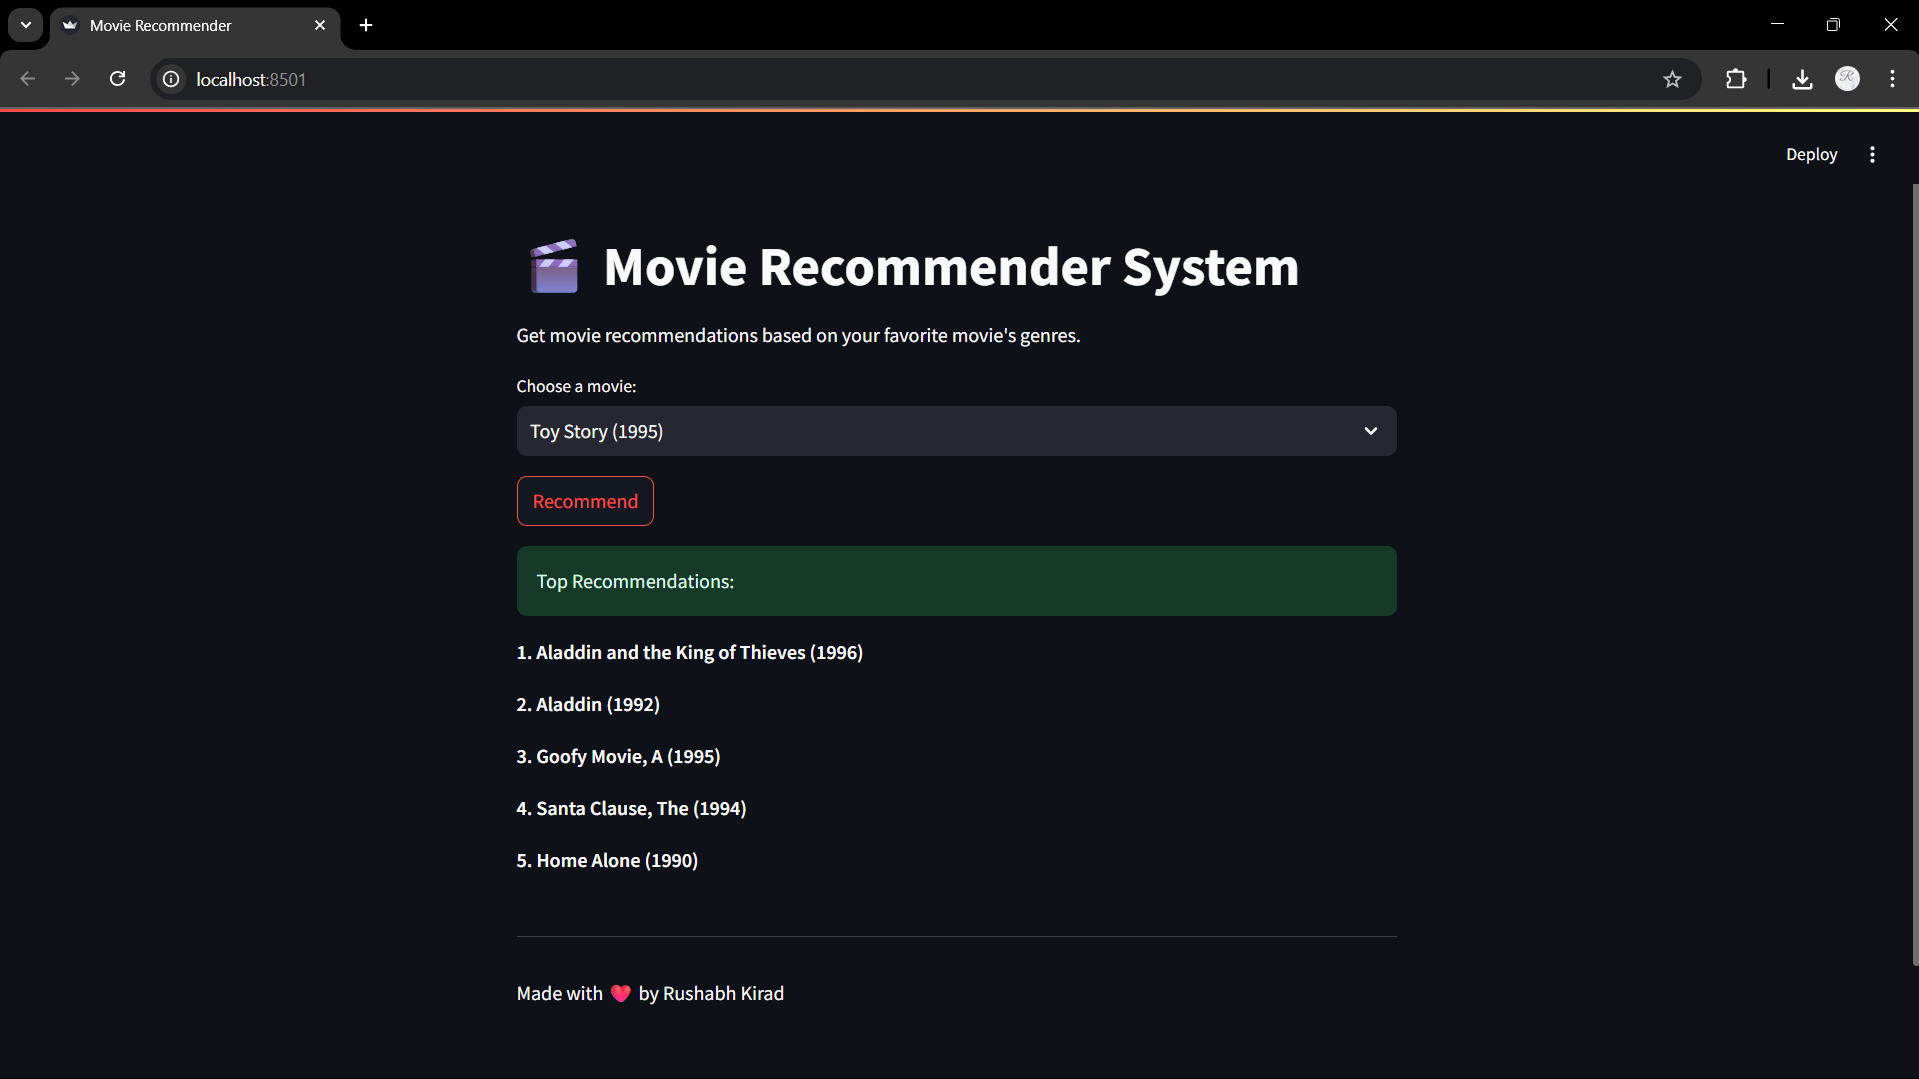 Movie Recommender
localhost:8501
Deploy
Movie Recommender System
Get movie recommendations based on your favorite movie's genres.
Choose a movie:
Toy Story (1995)
Recommend
Top Recommendations:
1. Aladdin and the King of Thieves (1996)
2. Aladdin (1992)
3. Goofy Movie, A (1995)
4. Santa Clause, The (1994)
5. Home Alone (1990)
Made with ❤️ by Rushabh Kirad